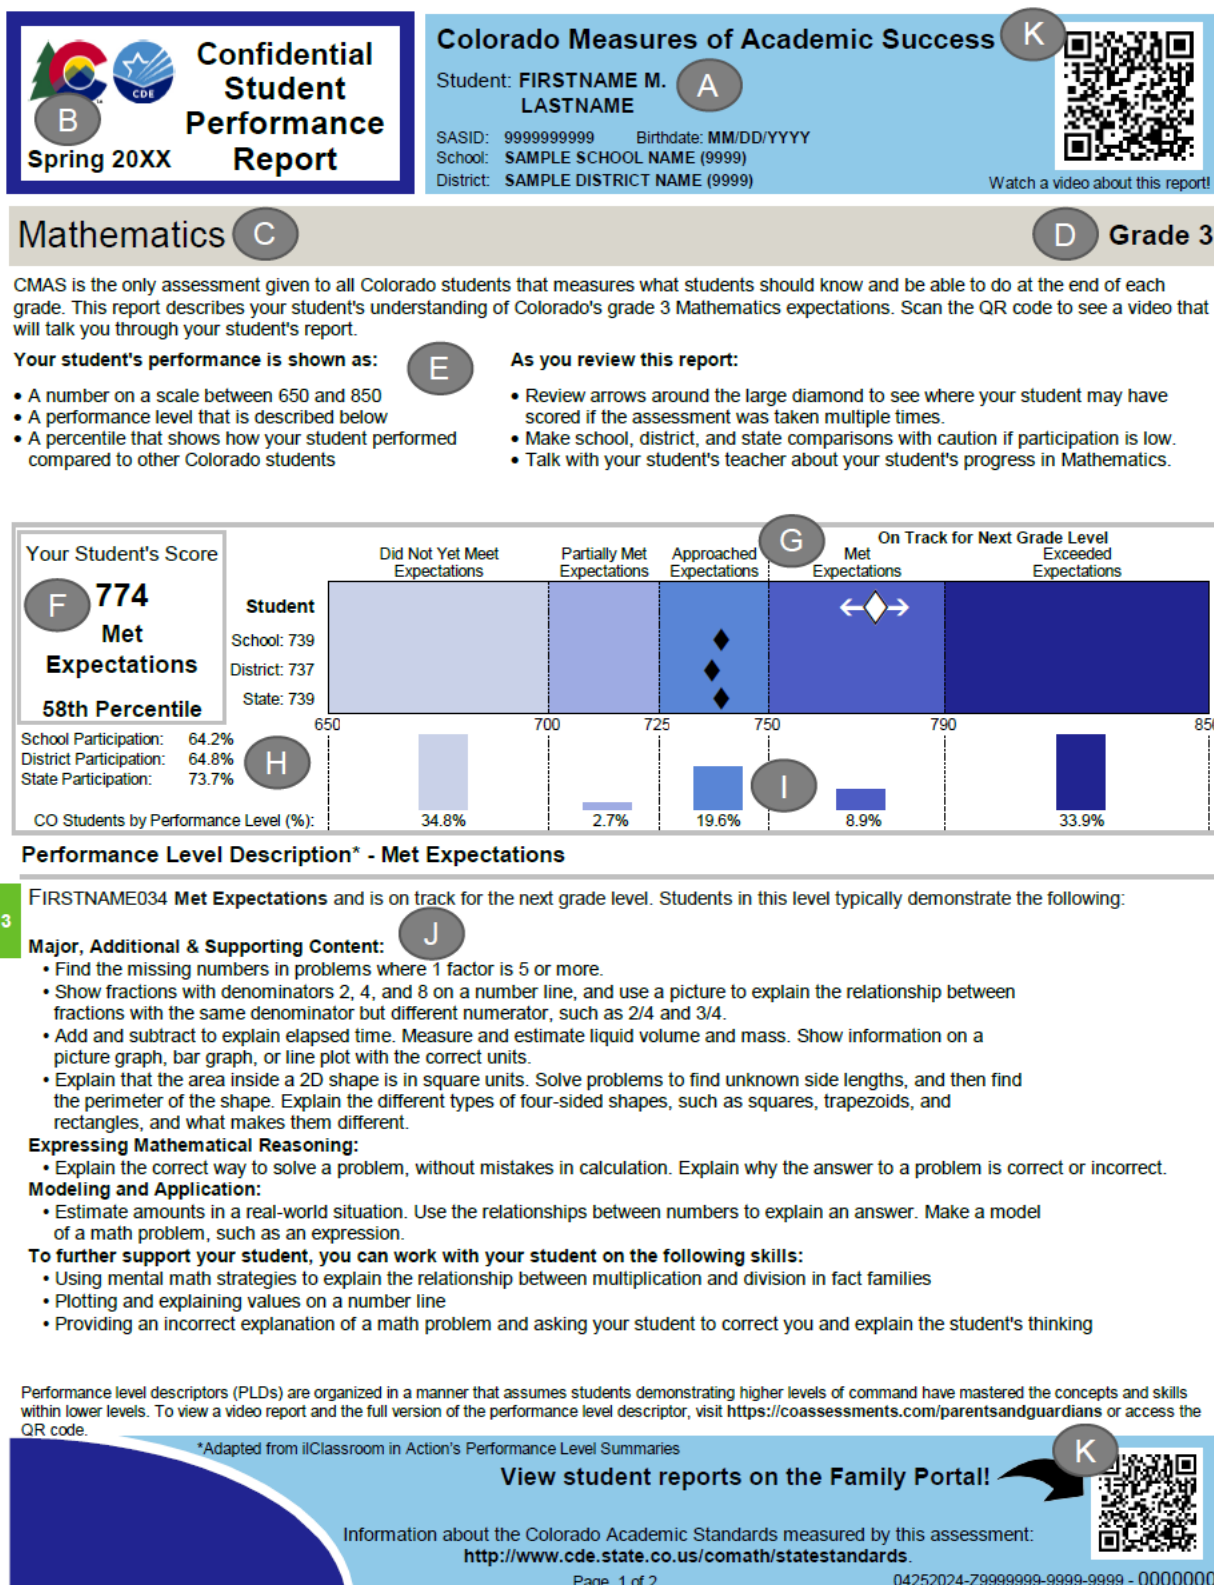 Confidential
Student
Performance
Report
CDE
B
Spring 20XX
Colorado Measures of Academic Success
K
Student: FIRSTNAME M.
LASTNAME
A
SASID: 9999999999 Birthdate: MM/DD/YYYY
School: SAMPLE SCHOOL NAME (9999)
District: SAMPLE DISTRICT NAME (9999)
Watch a video about this report!
Mathematics C D Grade 3
CMAS is the only assessment given to all Colorado students that measures what students should know and be able to do at the end of each
grade. This report describes your student's understanding of Colorado's grade 3 Mathematics expectations. Scan the QR code to see a video that
will talk you through your student's report.
Your student's performance is shown as:
E
• A number on a scale between 650 and 850
• A performance level that is described below
• A percentile that shows how your student performed
compared to other Colorado students
As you review this report:
• Review arrows around the large diamond to see where your student may have
scored if the assessment was taken multiple times.
• Make school, district, and state comparisons with caution if participation is low.
• Talk with your student's teacher about your student's progress in Mathematics.
Your Student's Score
F 774
Met
Expectations
58th Percentile
G
On Track for Next Grade Level
Did Not Yet Meet
Expectations
Partially Met
Expectations
Approached
Expectations
Met
Expectations
Exceeded
Expectations
Student
School: 739
District: 737
State: 739
650 700 725 750 790 850
School Participation: 64.2%
District Participation: 64.8%
State Participation: 73.7%
H
I
CO Students by Performance Level (%): 34.8% 2.7% 19.6% 8.9% 33.9%
Performance Level Description* - Met Expectations
3
FIRSTNAME034 Met Expectations and is on track for the next grade level. Students in this level typically demonstrate the following:
J
Major, Additional & Supporting Content:
• Find the missing numbers in problems where 1 factor is 5 or more.
• Show fractions with denominators 2, 4, and 8 on a number line, and use a picture to explain the relationship between
fractions with the same denominator but different numerator, such as 2/4 and 3/4.
• Add and subtract to explain elapsed time. Measure and estimate liquid volume and mass. Show information on a
picture graph, bar graph, or line plot with the correct units.
• Explain that the area inside a 2D shape is in square units. Solve problems to find unknown side lengths, and then find
the perimeter of the shape. Explain the different types of four-sided shapes, such as squares, trapezoids, and
rectangles, and what makes them different.
Expressing Mathematical Reasoning:
• Explain the correct way to solve a problem, without mistakes in calculation. Explain why the answer to a problem is correct or incorrect.
Modeling and Application:
• Estimate amounts in a real-world situation. Use the relationships between numbers to explain an answer. Make a model
of a math problem, such as an expression.
To further support your student, you can work with your student on the following skills:
• Using mental math strategies to explain the relationship between multiplication and division in fact families
• Plotting and explaining values on a number line
• Providing an incorrect explanation of a math problem and asking your student to correct you and explain the student's thinking
Performance level descriptors (PLDs) are organized in a manner that assumes students demonstrating higher levels of command have mastered the concepts and skills
within lower levels. To view a video report and the full version of the performance level descriptor, visit https://coassessments.com/parentsandguardians or access the
QR code.
*Adapted from ilClassroom in Action's Performance Level Summaries
K
View student reports on the Family Portal!
Information about the Colorado Academic Standards measured by this assessment:
http://www.cde.state.co.us/comath/statestandards.
Page 1 of 2 04252024-Z9999999-9999-9999 - 0000000